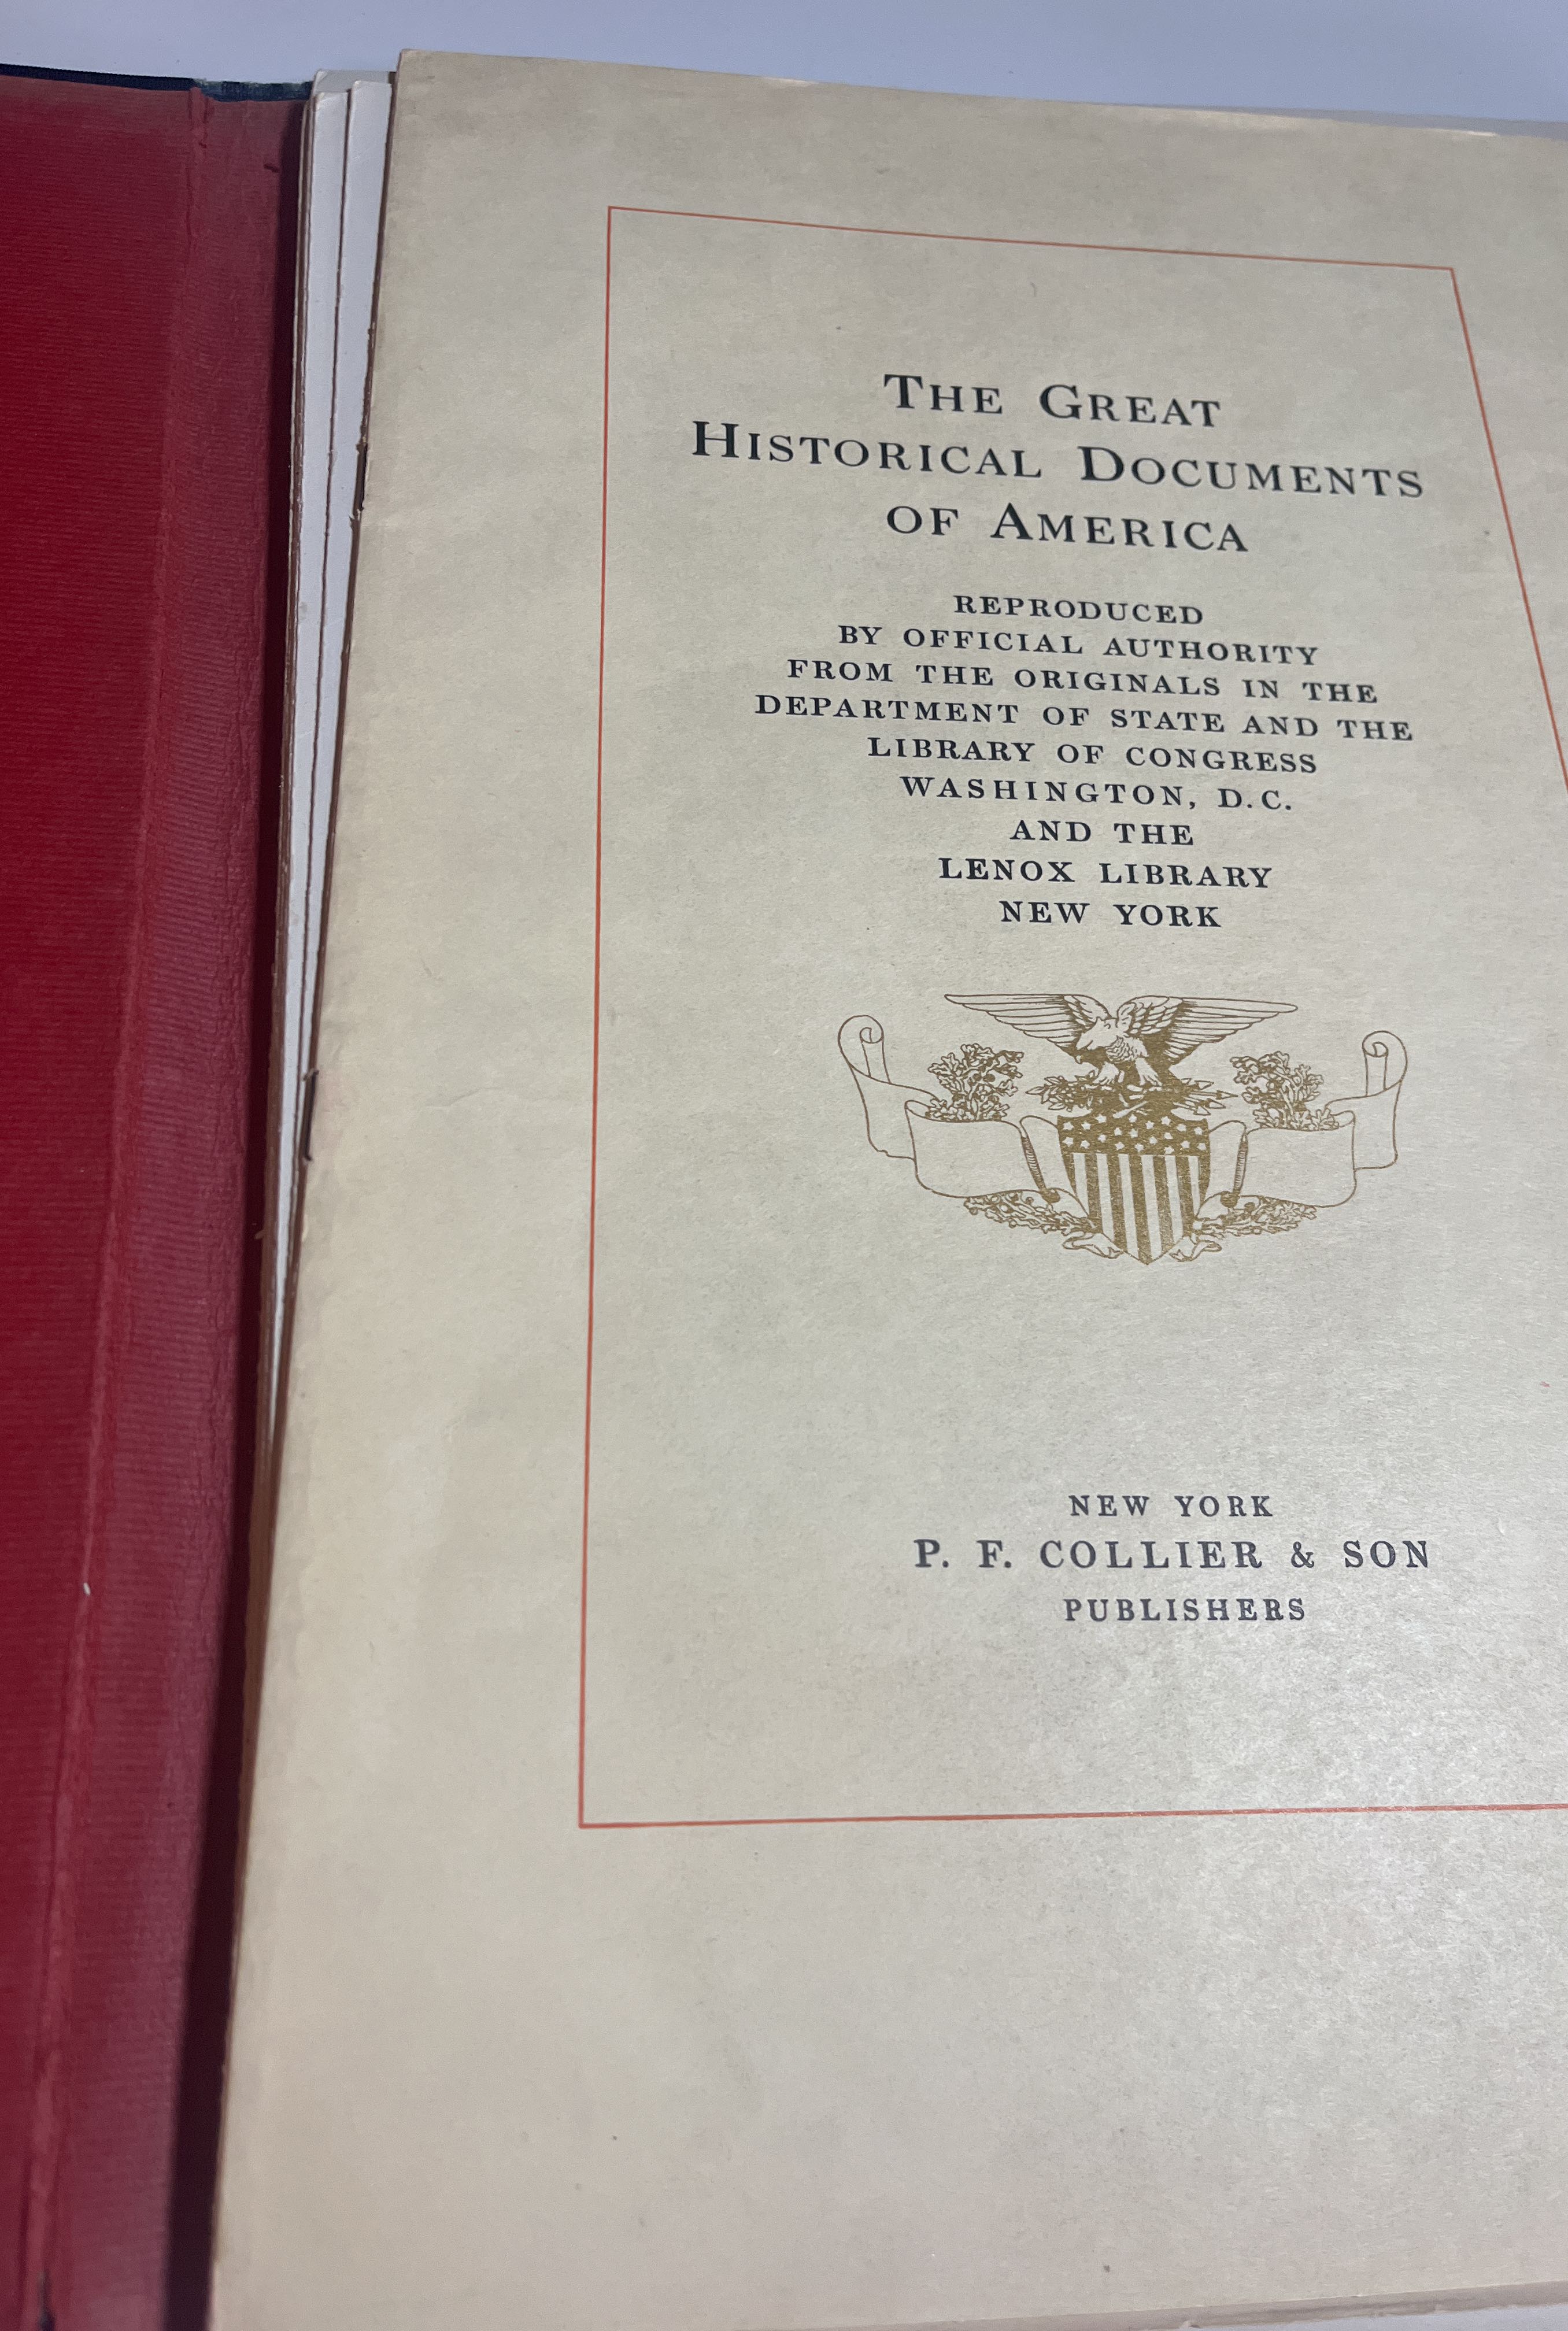 THE GREAT
HISTORICAL DOCUMENTS
OF AMERICA
REPRODUCED
BY OFFICIAL AUTHORITY
FROM THE ORIGINALS IN THE
DEPARTMENT OF STATE AND THE
LIBRARY OF CONGRESS
WASHINGTON, D.C.
AND THE
LENOX LIBRARY
NEW YORK
NEW YORK
P. F. COLLIER & SON
PUBLISHERS